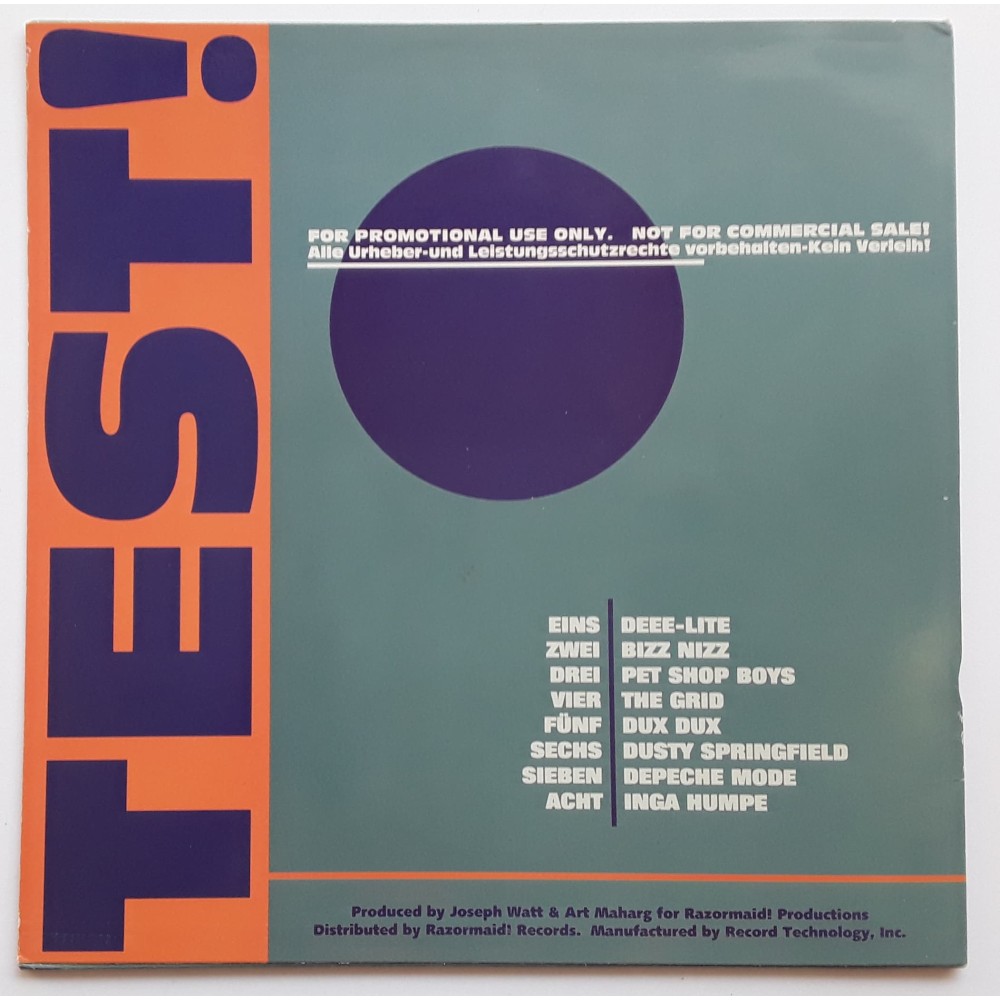 TEST!
FOR PROMOTIONAL USE ONLY. NOT FOR COMMERCIAL SALE!
Alle Urheber-und Leistungsschutzrechte vorbehalten-Kein Verleih!
EINS DEEE-LITE
ZWEI BIZZ NIZZ
DREI PET SHOP BOYS
VIER THE GRID
FÜNF DUX DUX
SECHS DUSTY SPRINGFIELD
SIEBEN DEPECHE MODE
ACHT INGA HUMPE
Produced by Joseph Watt & Art Maharg for Razormaid! Productions
Distributed by Razormaid! Records. Manufactured by Record Technology, Inc.